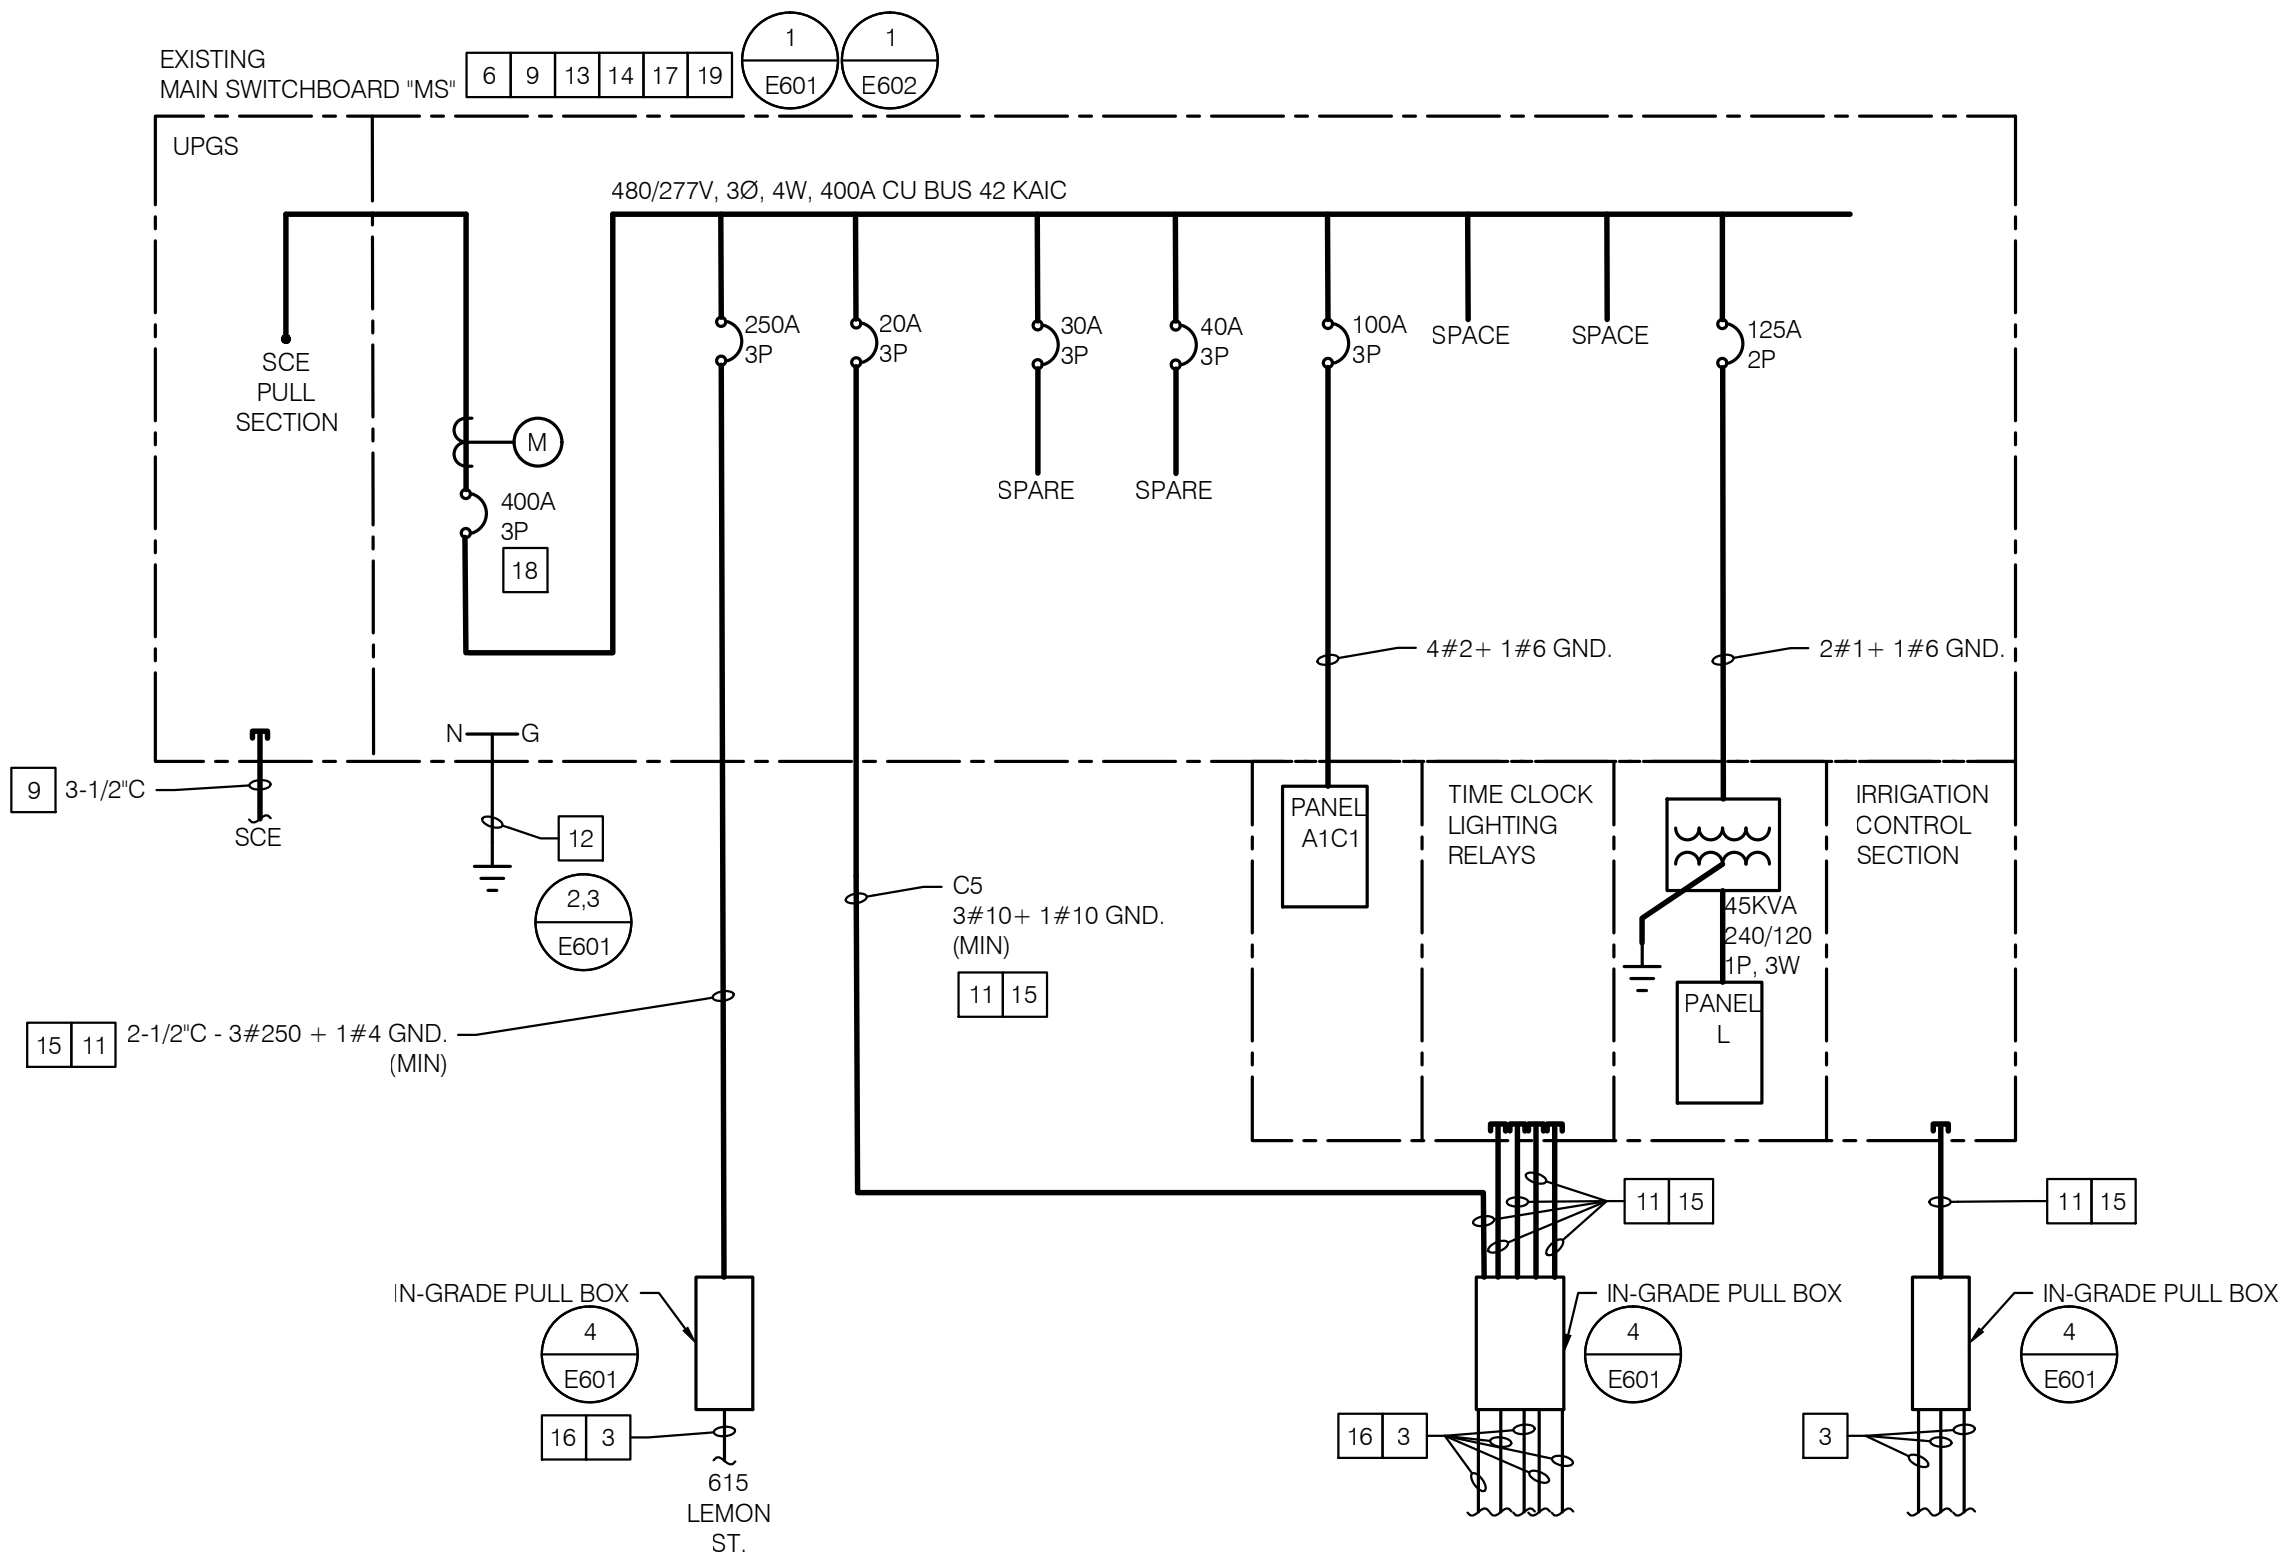 EXISTING
MAIN SWITCHBOARD "MS"
6 9 13 14 17 19
1
E601
1
E602
UPGS
480/277V, 3Ø, 4W, 400A CU BUS 42 KAIC
SCE
PULL
SECTION
M
400A
3P
18
250A
3P
20A
3P
30A
3P
SPARE
40A
3P
SPARE
100A
3P
SPACE
SPACE
125A
2P
4#2+ 1#6 GND.
2#1+ 1#6 GND.
N G
9 3-1/2"C
SCE
12
2,3
E601
PANEL
A1C1
TIME CLOCK
LIGHTING
RELAYS
45KVA
240/120
1P, 3W
PANEL
L
IRRIGATION
CONTROL
SECTION
C5
3#10+ 1#10 GND.
(MIN)
11 15
15 11 2-1/2"C - 3#250 + 1#4 GND.
(MIN)
11 15
11 15
IN-GRADE PULL BOX
4
E601
16 3
615
LEMON
ST.
IN-GRADE PULL BOX
4
E601
16 3
IN-GRADE PULL BOX
4
E601
3